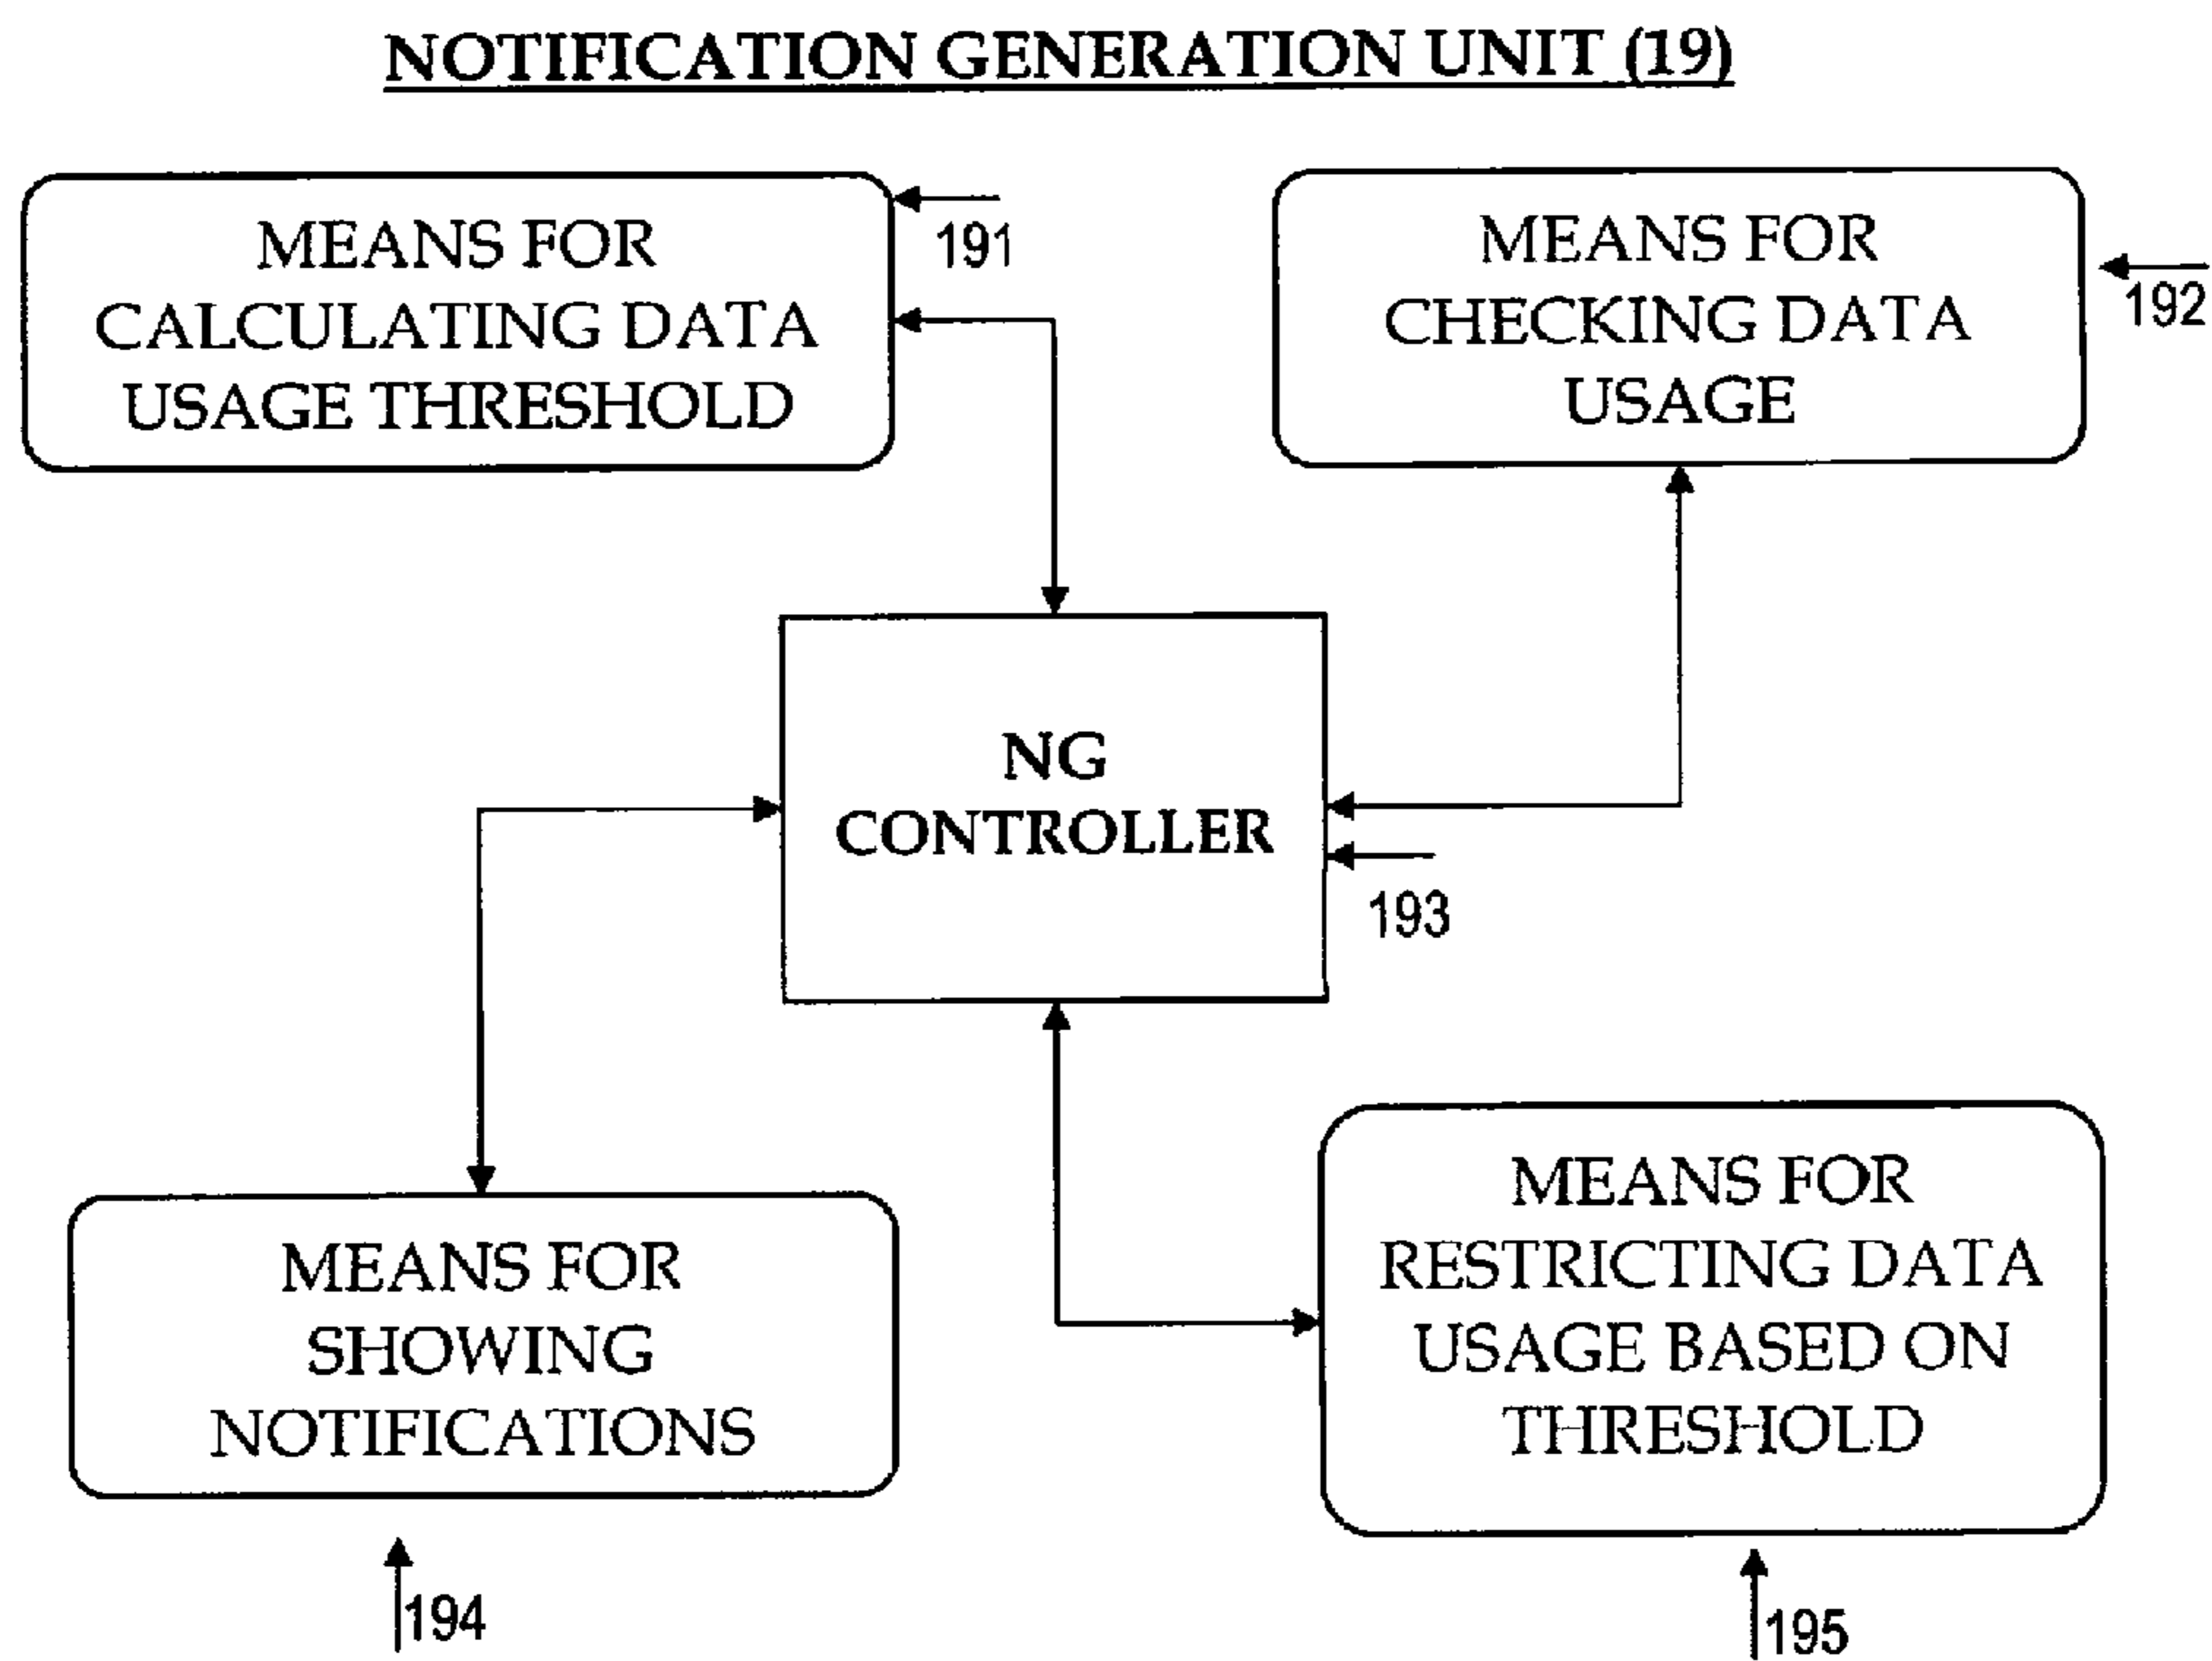 NOTIFICATION GENERATION UNIT (19)
MEANS FOR
CALCULATING DATA
USAGE THRESHOLD
191
MEANS FOR
CHECKING DATA
USAGE
192
NG
CONTROLLER
193
MEANS FOR
SHOWING
NOTIFICATIONS
194
MEANS FOR
RESTRICTING DATA
USAGE BASED ON
THRESHOLD
195